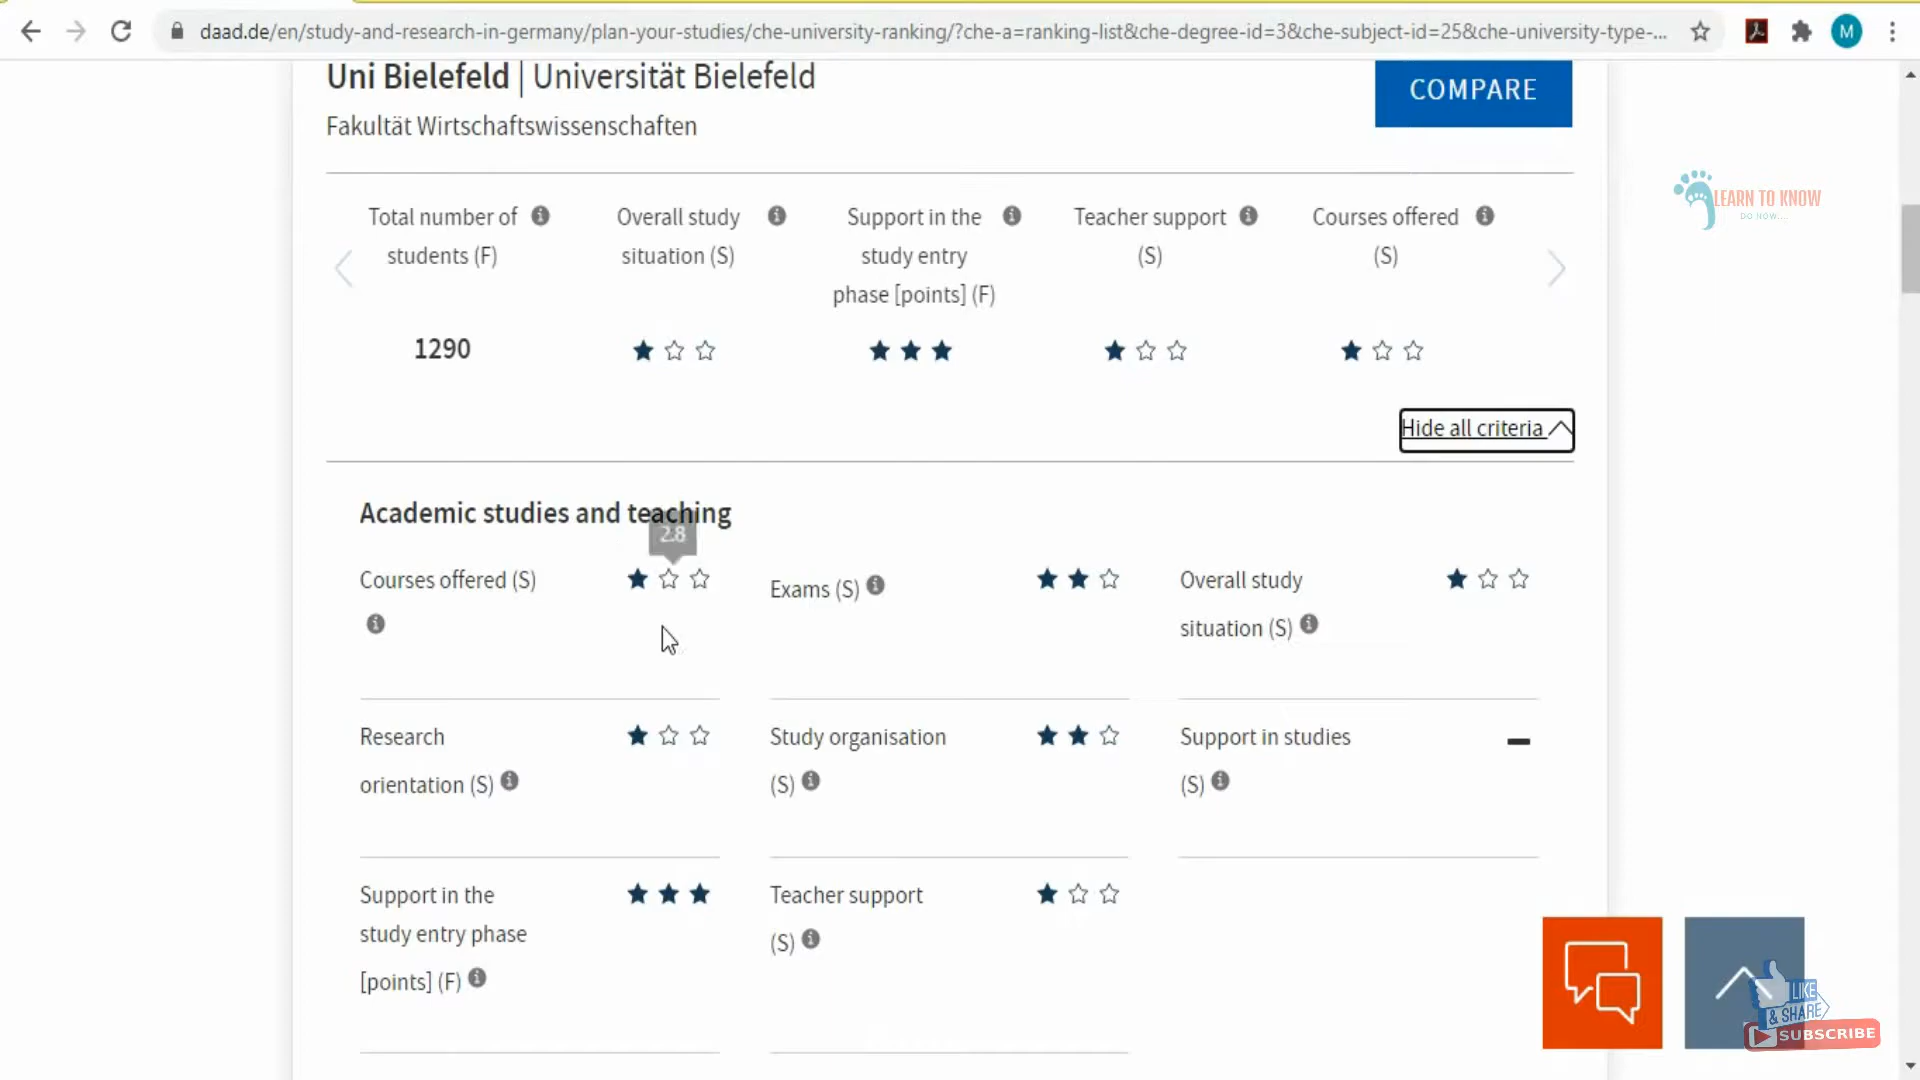 daad.de/en/study-and-research-in-germany/plan-your-studies/che-university-ranking/?che-a=ranking-list&che-degree-id=3&che-subject-id=25&che-university-type-...
M
Uni Bielefeld | Universität Bielefeld
COMPARE
Fakultät Wirtschaftswissenschaften
LEARN TO KNOW
DO NOW....
Total number of
students (F)
Overall study
situation (S)
Support in the
study entry
phase [points] (F)
Teacher support
(S)
Courses offered
(S)
1290
Hide all criteria
Academic studies and teaching
2.8
Courses offered (S)
Exams (S)
Overall study
situation (S)
Research
orientation (S)
Study organisation
(S)
Support in studies
(S)
Support in the
study entry phase
[points] (F)
Teacher support
(S)
LIKE
& SHARE
SUBSCRIBE